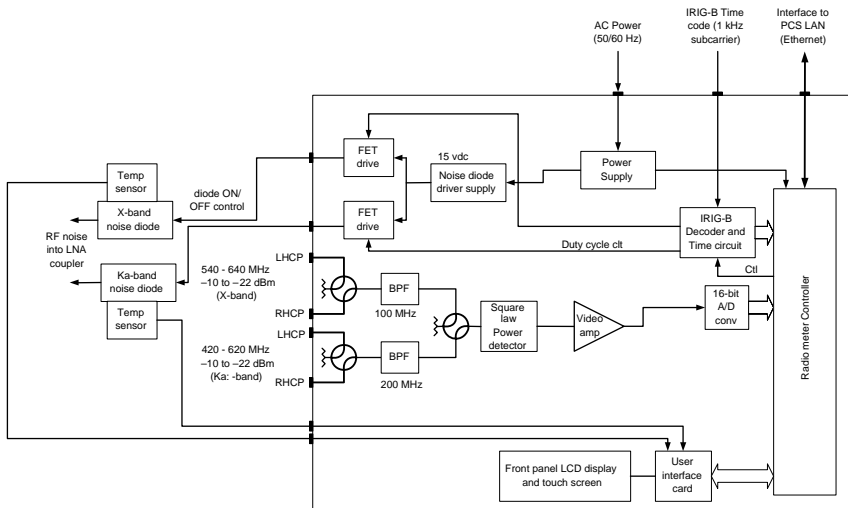 AC Power
(50/60 Hz)
IRIG-B Time
code (1 kHz
subcarrier)
Interface to
PCS LAN
(Ethernet)
Temp
sensor
X-band
noise diode
diode ON/
OFF control
RF noise
into LNA
coupler
Ka-band
noise diode
Temp
sensor
FET
drive
FET
drive
15 vdc
Noise diode
driver supply
Power
Supply
IRIG-B
Decoder and
Time circuit
Duty cycle clt
Ctl
LHCP
540 - 640 MHz
–10 to –22 dBm
(X-band)
RHCP
BPF
100 MHz
LHCP
420 - 620 MHz
–10 to –22 dBm
(Ka: -band)
RHCP
BPF
200 MHz
Square
law
Power
detector
Video
amp
16-bit
A/D
conv
Radio meter Controller
Front panel LCD display
and touch screen
User
interface
card